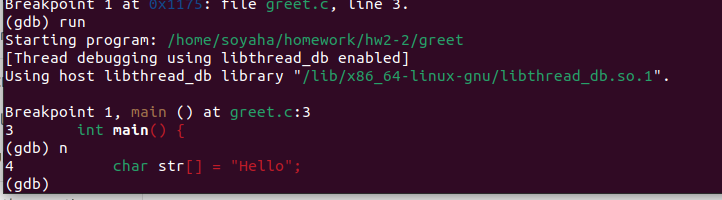 Breakpoint 1 at 0x1175: file greet.c, line 3.
(gdb) run
Starting program: /home/soyaha/homework/hw2-2/greet
[Thread debugging using libthread_db enabled]
Using host libthread_db library "/lib/x86_64-linux-gnu/libthread_db.so.1".
Breakpoint 1, main () at greet.c:3
3       int main() {
(gdb) n
4           char str[] = "Hello";
(gdb)